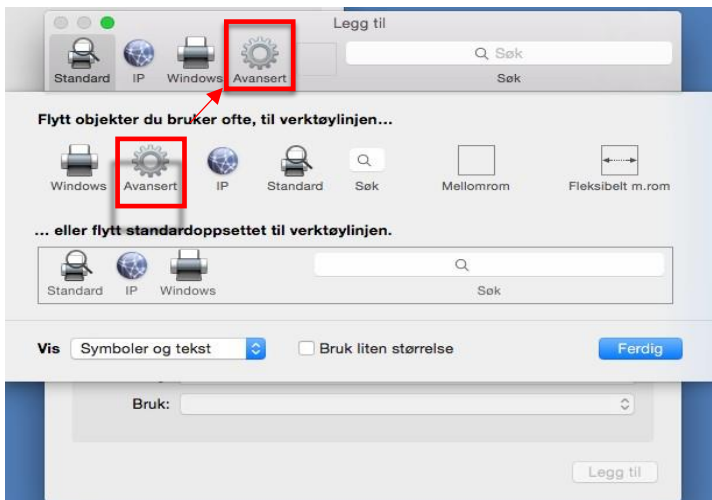 Legg til
Søk
Standard IP Windows Avansert Søk
Flytt objekter du bruker ofte, til verktøylinjen...
Windows Avansert IP Standard Søk Mellomrom Fleksibelt m.rom
... eller flytt standardoppsettet til verktøylinjen.
Standard IP Windows Søk
Vis Symboler og tekst Bruk liten størrelse Ferdig
Bruk:
Legg til